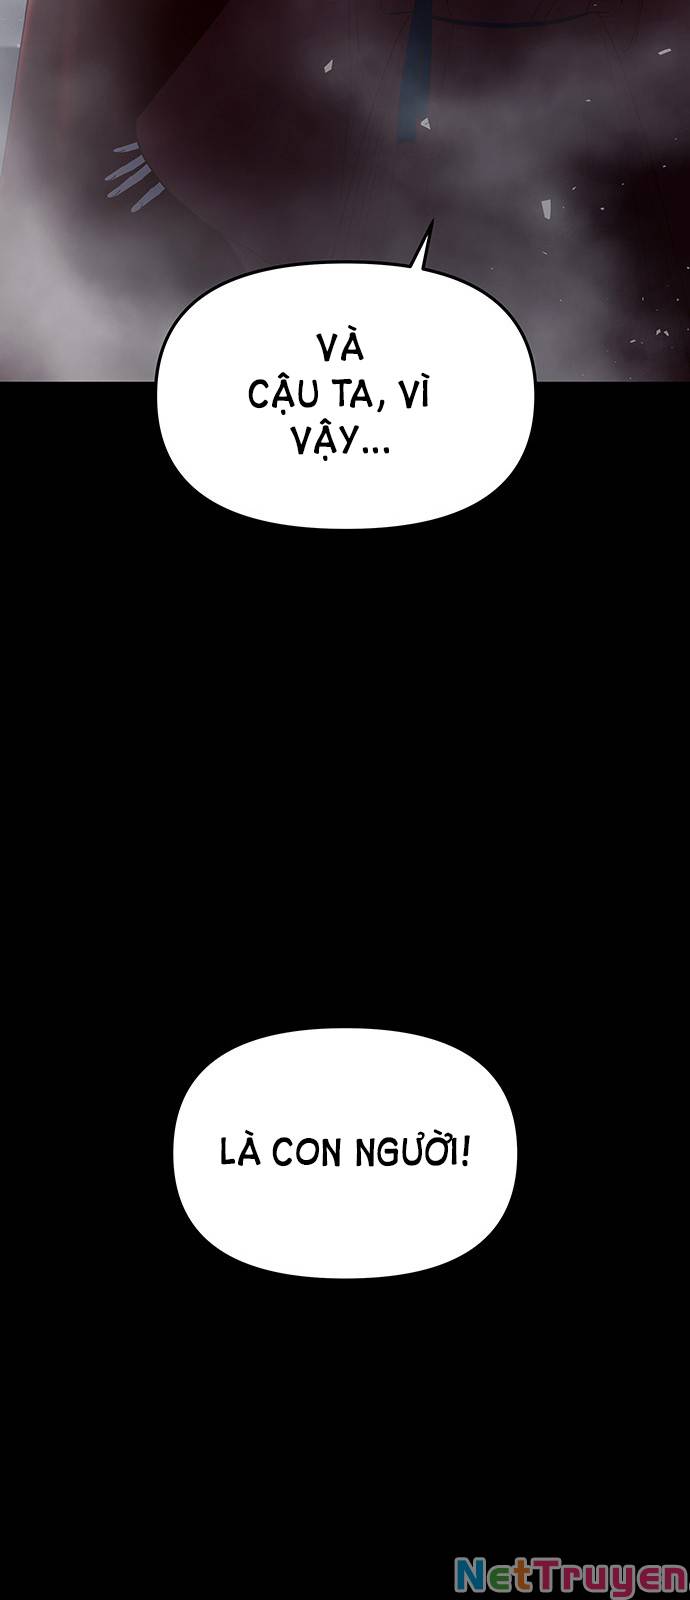 VÀ
CẬU TA, VÌ
VẬY...
LÀ CON NGƯỜI!
NETTRUYEN